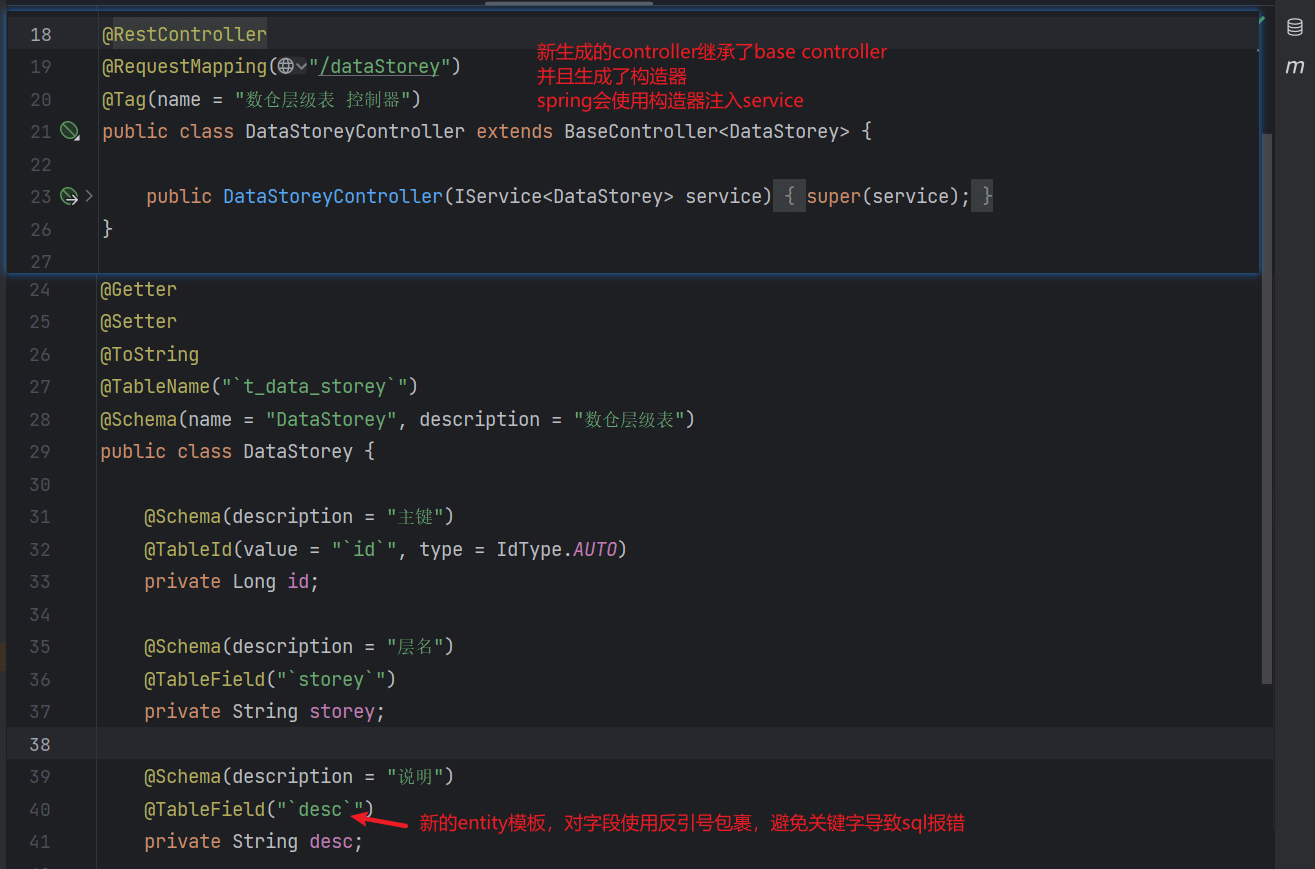 18 @RestController
19 @RequestMapping("/dataStorey")
20 @Tag(name = "数仓层级表 控制器")
21 public class DataStoreyController extends BaseController<DataStorey> {
22
23 public DataStoreyController(IService<DataStorey> service) { super(service); }
26 }
27
新生成的controller继承了base controller
并且生成了构造器
spring会使用构造器注入service
m
24 @Getter
25 @Setter
26 @ToString
27 @TableName("`t_data_storey`")
28 @Schema(name = "DataStorey", description = "数仓层级表")
29 public class DataStorey {
30
31 @Schema(description = "主键")
32 @TableId(value = "`id`", type = IdType.AUTO)
33 private Long id;
34
35 @Schema(description = "层名")
36 @TableField("`storey`")
37 private String storey;
38
39 @Schema(description = "说明")
40 @TableField("`desc`")
新的entity模板，对字段使用反引号包裹，避免关键字导致sql报错
41 private String desc;